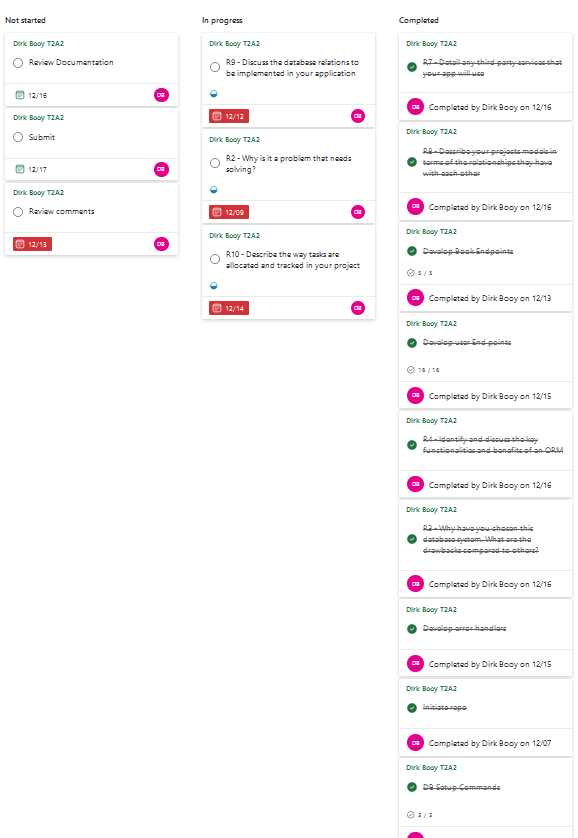 Not started
Dirk Booy T2A2
Review Documentation
12/16
DB
Dirk Booy T2A2
Submit
12/17
DB
Dirk Booy T2A2
Review comments
12/13
DB
In progress
Dirk Booy T2A2
R9 - Discuss the database relations to
be implemented in your application
12/12
DB
Dirk Booy T2A2
R2 - Why is it a problem that needs
solving?
12/09
DB
Dirk Booy T2A2
R10 - Describe the way tasks are
allocated and tracked in your project
12/14
DB
Completed
Dirk Booy T2A2
R7 - Detail any third party services that
your app will use
DB Completed by Dirk Booy on 12/16
Dirk Booy T2A2
R8 - Describe your projects models in
terms of the relationships they have
with each other
DB Completed by Dirk Booy on 12/16
Dirk Booy T2A2
Develop Book Endpoints
5 / 5
DB Completed by Dirk Booy on 12/13
Dirk Booy T2A2
Develop user End points
16 / 16
DB Completed by Dirk Booy on 12/15
Dirk Booy T2A2
R4 - Identify and discuss the key
functionalities and benefits of an ORM
DB Completed by Dirk Booy on 12/16
Dirk Booy T2A2
R3 - Why have you chosen this
database system. What are the
drawbacks compared to others?
DB Completed by Dirk Booy on 12/16
Dirk Booy T2A2
Develop error handlers
DB Completed by Dirk Booy on 12/15
Dirk Booy T2A2
Initiate repo
DB Completed by Dirk Booy on 12/07
Dirk Booy T2A2
DB Setup Commands